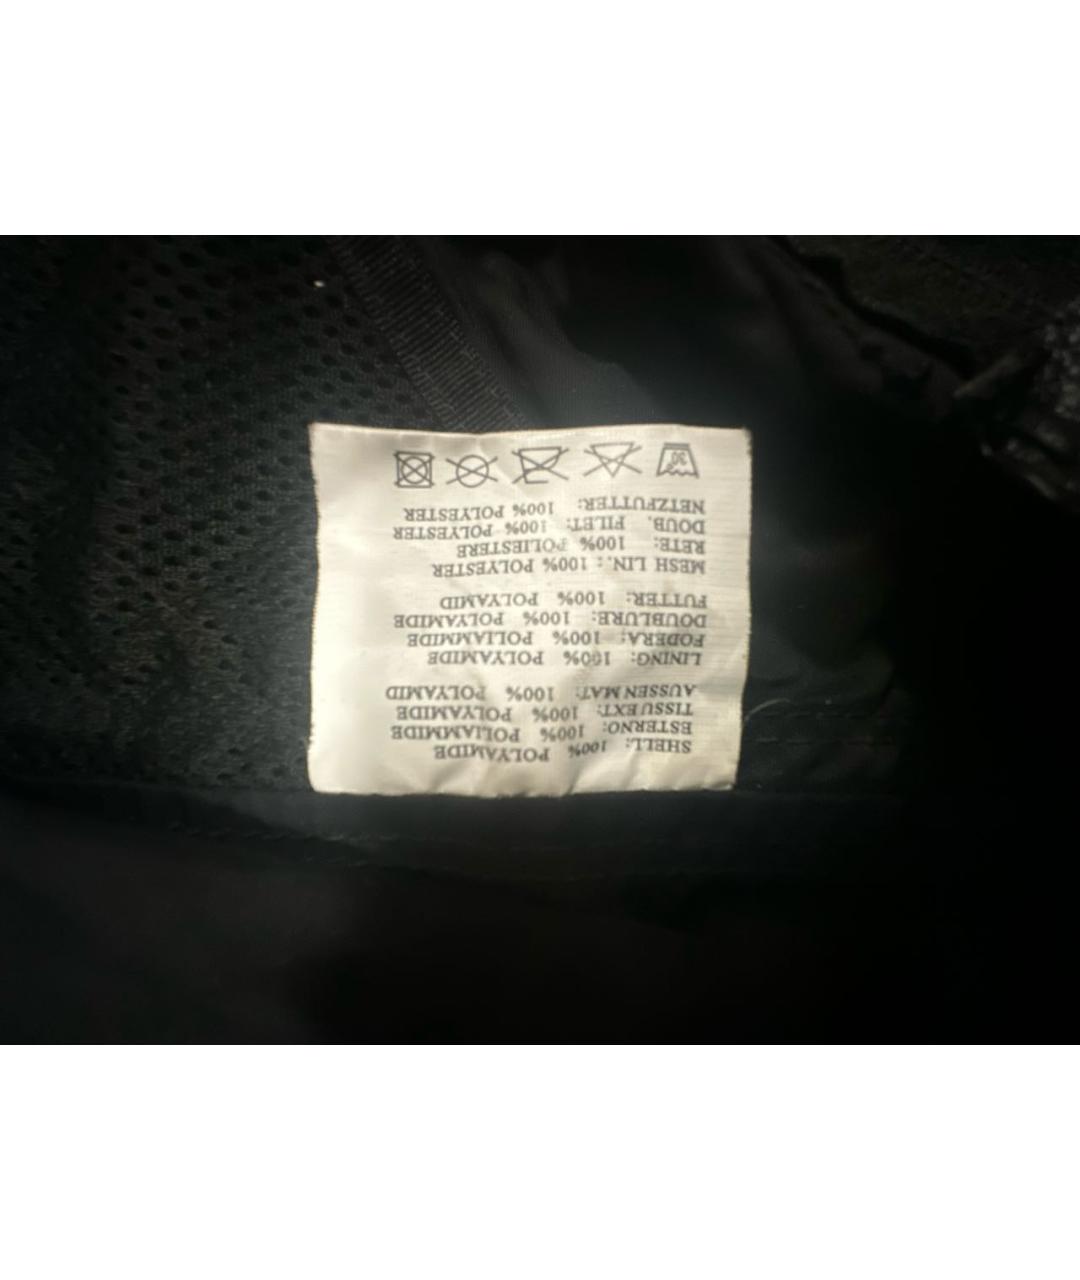 SHELL: 100% POLYAMIDE
ESTERNO: 100% POLIAMMIDE
TISSU EXT.: 100% POLYAMIDE
AUSSEN MAT.: 100% POLYAMID
LINING: 100% POLYAMIDE
FODERA: 100% POLIAMMIDE
DOUBLURE: 100% POLYAMIDE
FUTTER: 100% POLYAMID
MESH LIN.: 100% POLYESTER
RETE: 100% POLIESTERE
DOUB. FILET: 100% POLYESTER
NETZFUTTER: 100% POLYESTER
30